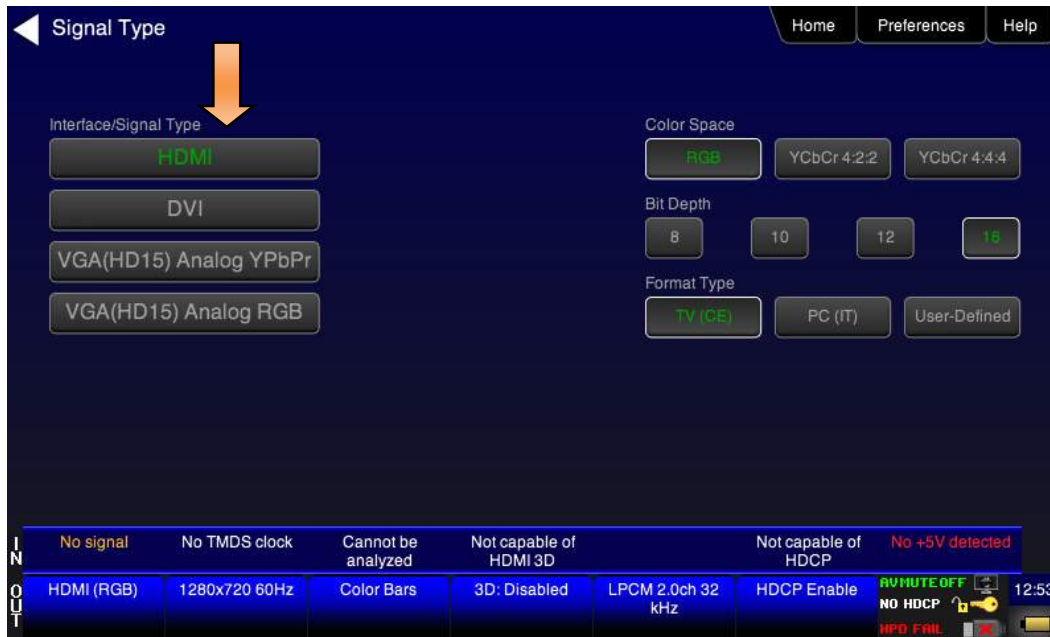 Signal Type
Home Preferences Help
Interface/Signal Type
HDMI
DVI
VGA(HD15) Analog YPbPr
VGA(HD15) Analog RGB
Color Space
RGB YCbCr 4:2:2 YCbCr 4:4:4
Bit Depth
8 10 12 16
Format Type
TV (CE) PC (IT) User-Defined
IN
No signal
No TMDS clock
Cannot be
analyzed
Not capable of
HDMI 3D
Not capable of
HDCP
No +5V detected
OUT
HDMI (RGB)
1280x720 60Hz
Color Bars
3D: Disabled
LPCM 2.0ch 32
kHz
HDCP Enable
AVMUTE OFF
NO HDCP
HPD FAIL
12:53